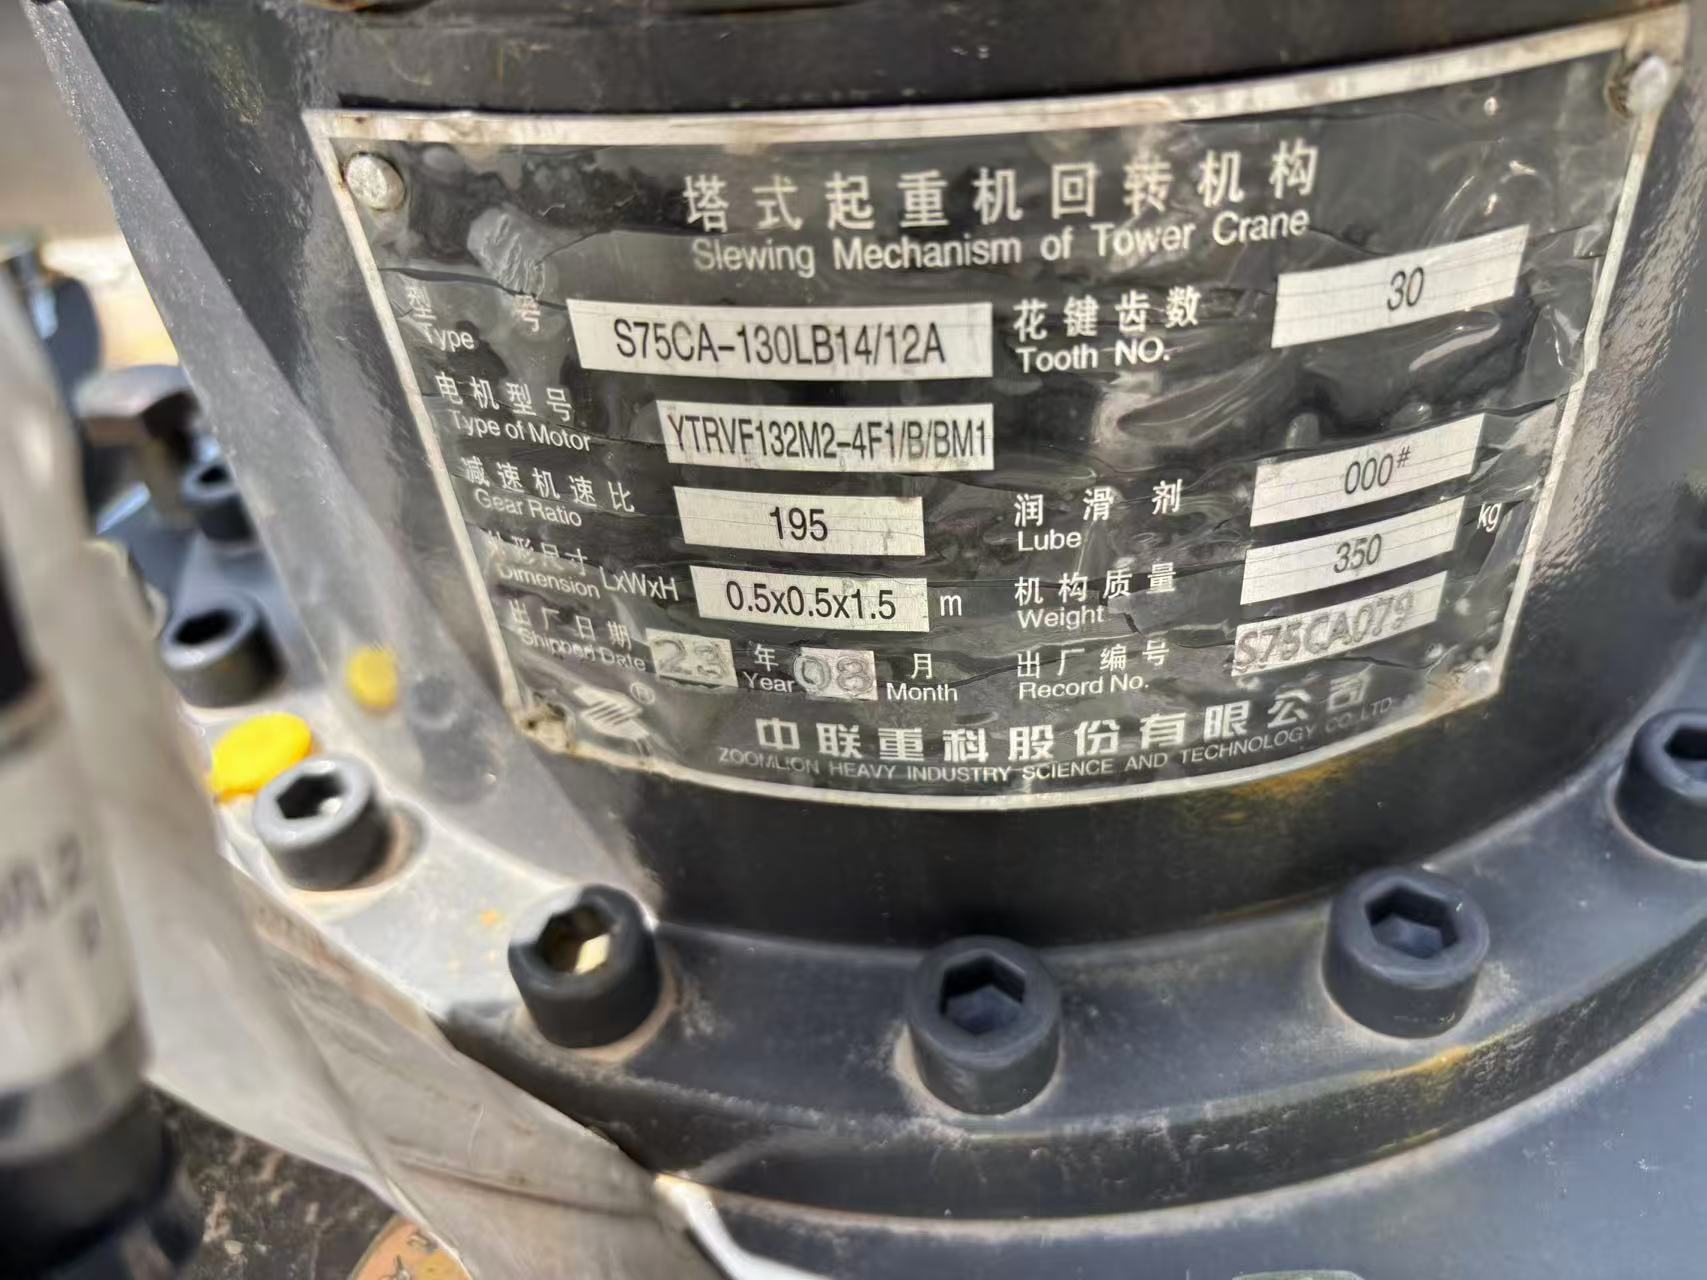 塔式起重机回转机构
Slewing Mechanism of Tower Crane
型 号 S75CA-130LB14/12A 花键齿数 30
Type Tooth NO.
电机型号 YTRVF132M2-4F1/B/BM1
Type of Motor
减速机速比 195 润滑剂 000#
Gear Ratio Lube
外形尺寸 LxWxH 0.5x0.5x1.5 m 机构质量 350 kg
Dimension Weight
出厂日期 23 年 08 月 出厂编号 S75CA079
Shipped Date Year Month Record No.
®
中联重科股份有限公司
ZOOMLION HEAVY INDUSTRY SCIENCE AND TECHNOLOGY CO.,LTD.